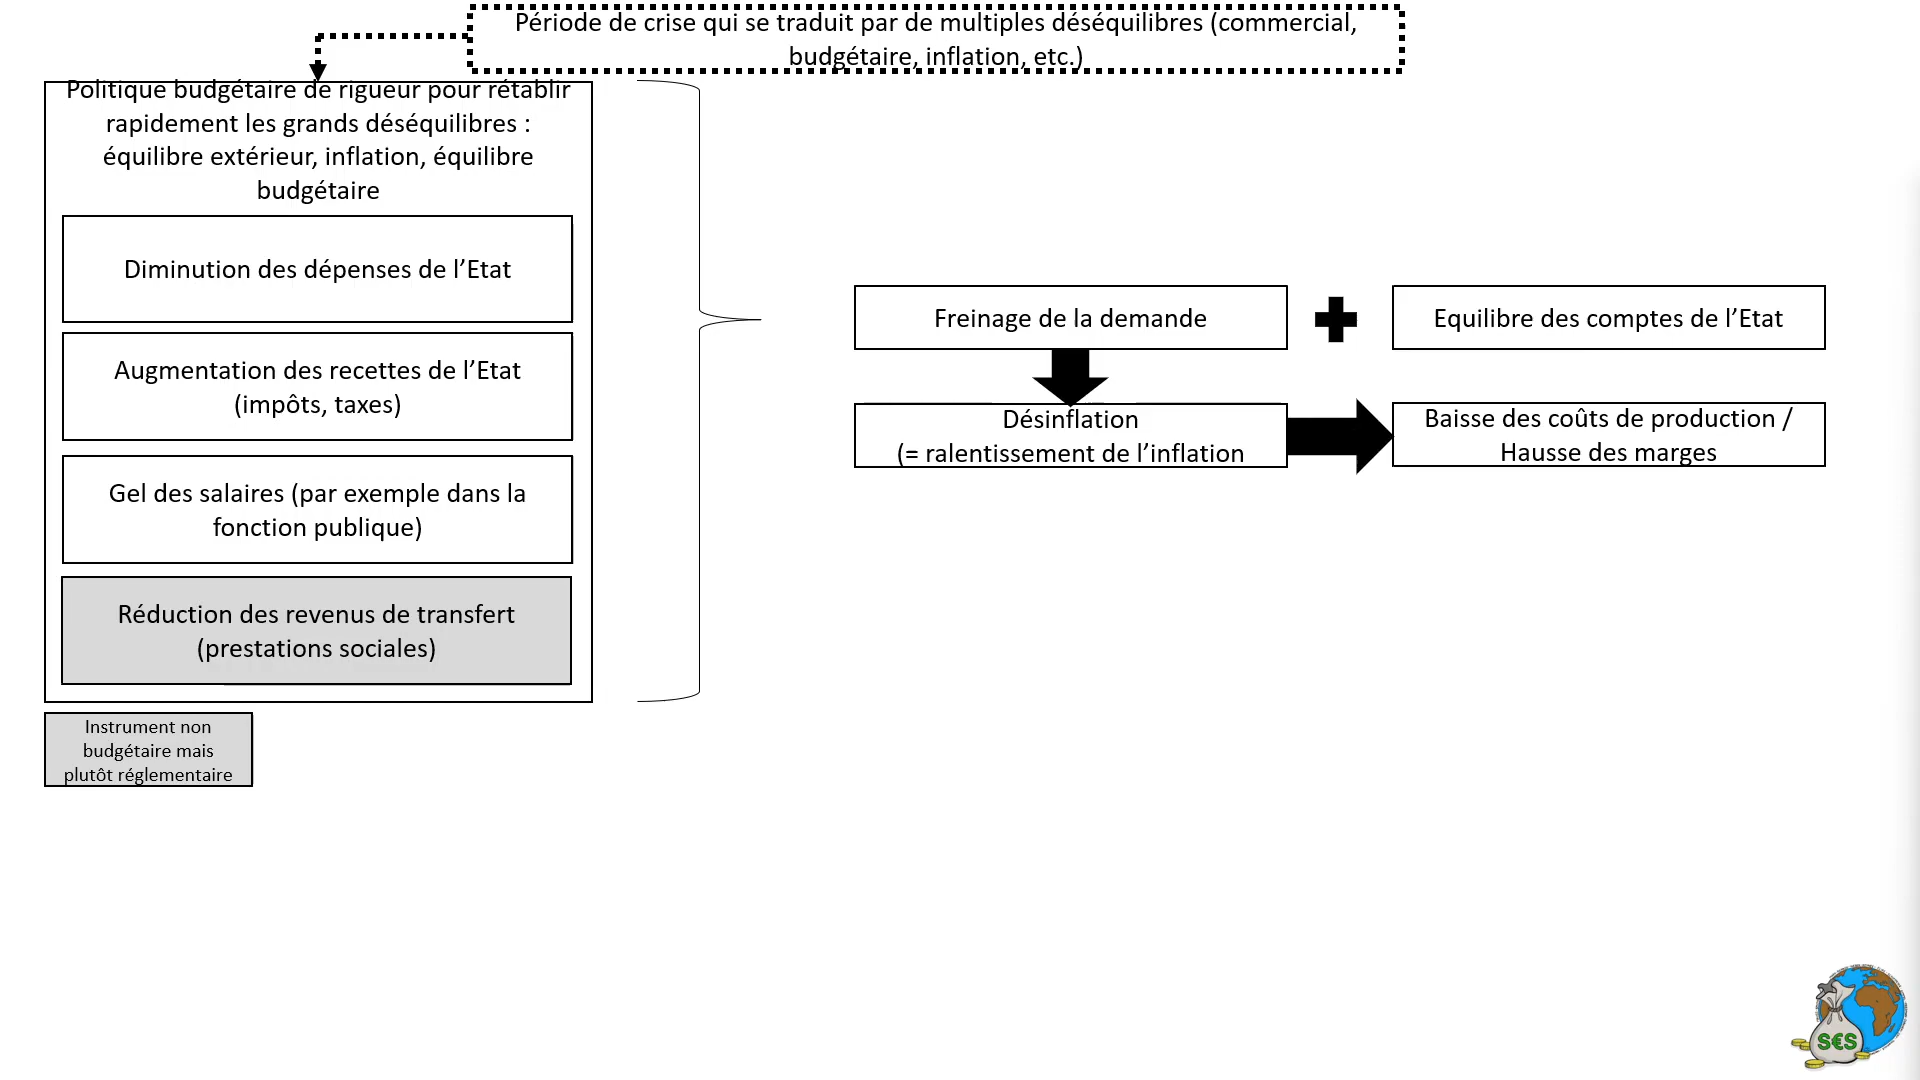 Période de crise qui se traduit par de multiples déséquilibres (commercial,
budgétaire, inflation, etc.)
Politique budgétaire de rigueur pour rétablir
rapidement les grands déséquilibres :
équilibre extérieur, inflation, équilibre
budgétaire
Diminution des dépenses de l’Etat
Augmentation des recettes de l’Etat
(impôts, taxes)
Gel des salaires (par exemple dans la
fonction publique)
Réduction des revenus de transfert
(prestations sociales)
Instrument non
budgétaire mais
plutôt réglementaire
Freinage de la demande
Equilibre des comptes de l’Etat
Désinflation
(= ralentissement de l’inflation
Baisse des coûts de production /
Hausse des marges
S€S